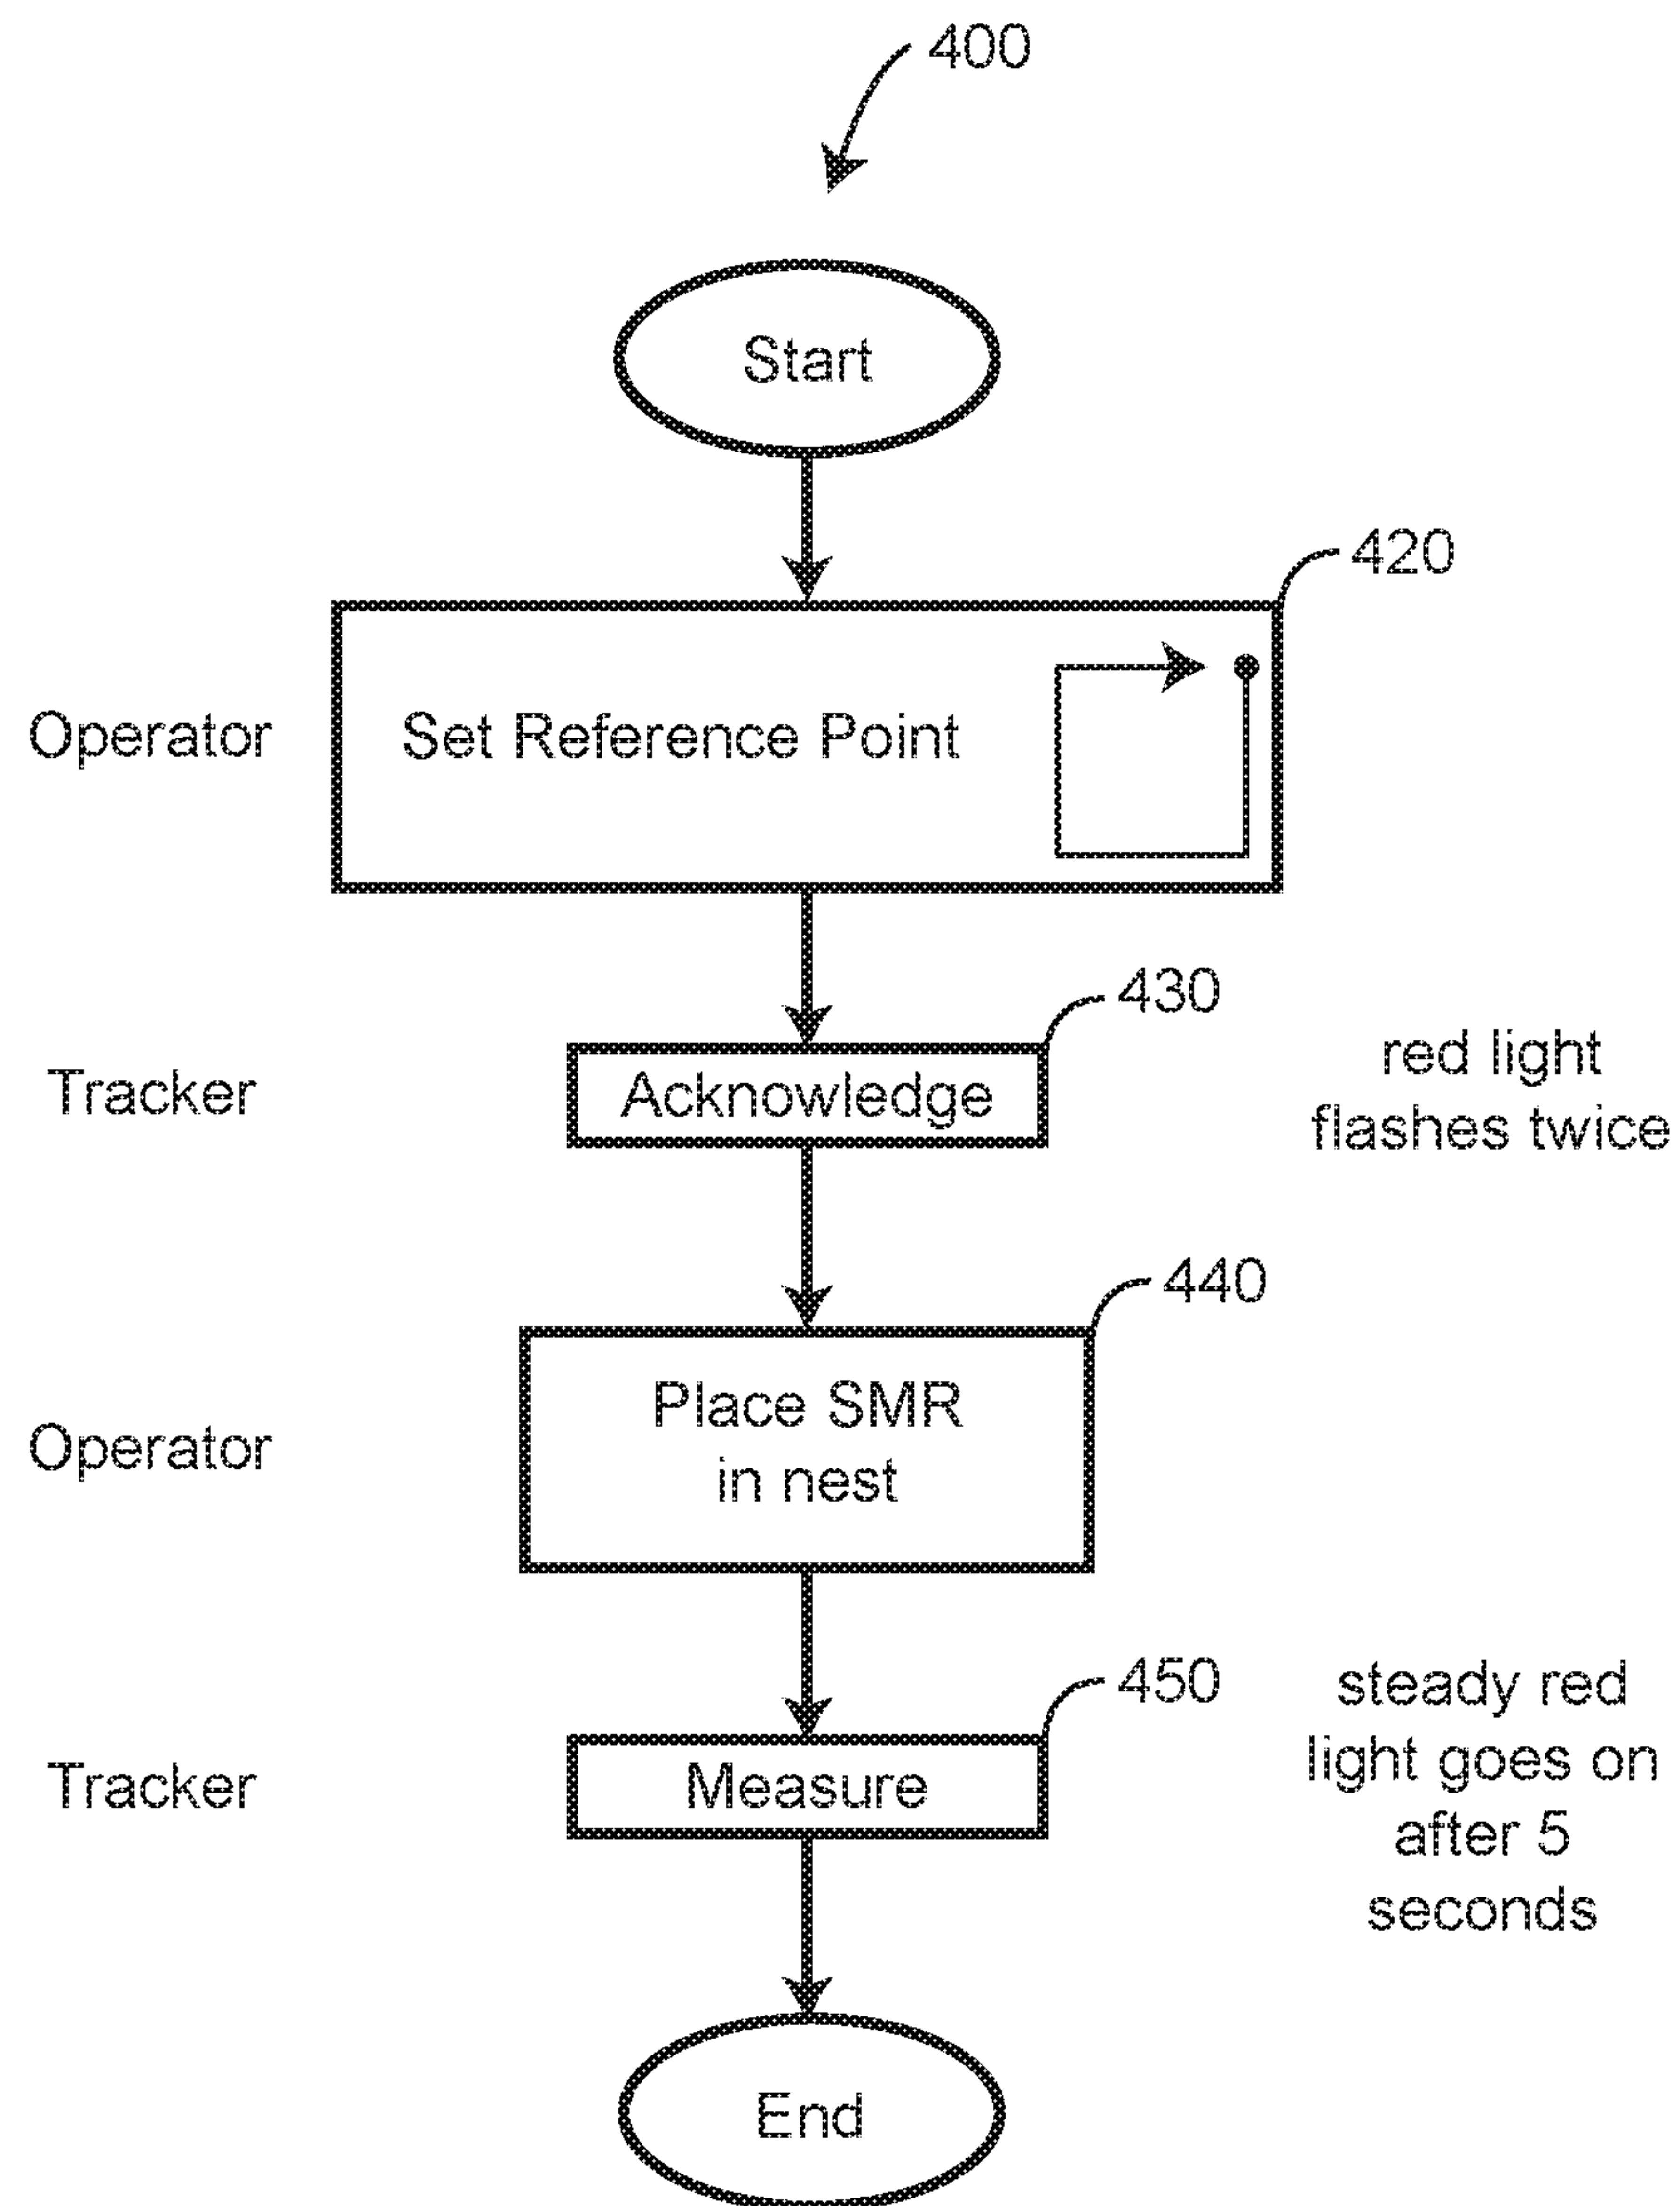 400
Start
420
Operator
Set Reference Point
430
Tracker
Acknowledge
red light
flashes twice
440
Operator
Place SMR
in nest
450
Tracker
Measure
steady red
light goes on
after 5
seconds
End